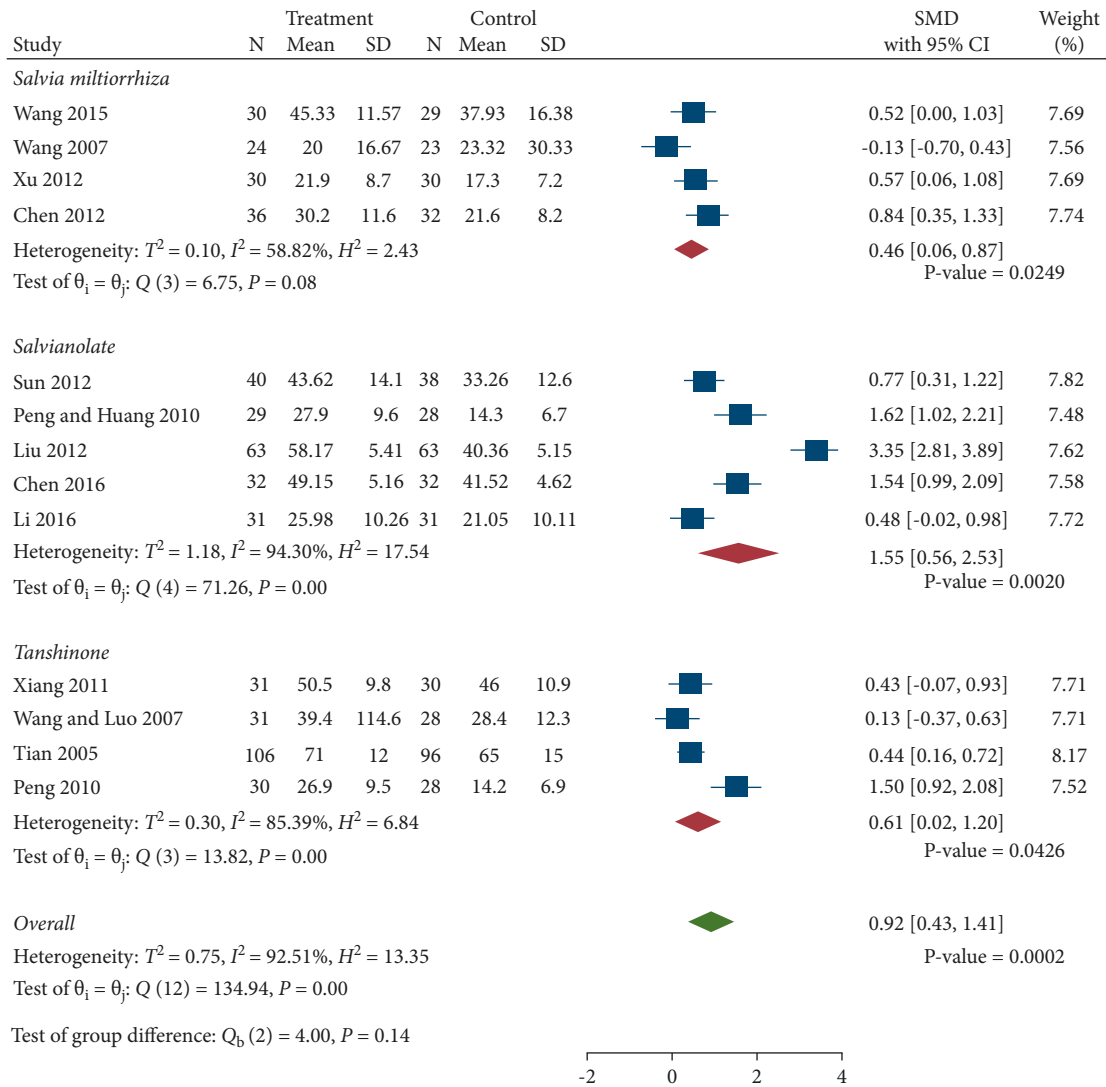 Treatment Control SMD Weight
Study N Mean SD N Mean SD with 95% CI (%)
Salvia miltiorrhiza
Wang 2015 30 45.33 11.57 29 37.93 16.38 0.52 [0.00, 1.03] 7.69
Wang 2007 24 20 16.67 23 23.32 30.33 -0.13 [-0.70, 0.43] 7.56
Xu 2012 30 21.9 8.7 30 17.3 7.2 0.57 [0.06, 1.08] 7.69
Chen 2012 36 30.2 11.6 32 21.6 8.2 0.84 [0.35, 1.33] 7.74
Heterogeneity: T² = 0.10, I² = 58.82%, H² = 2.43 0.46 [0.06, 0.87]
Test of θi = θj: Q (3) = 6.75, P = 0.08 P-value = 0.0249
Salvianolate
Sun 2012 40 43.62 14.1 38 33.26 12.6 0.77 [0.31, 1.22] 7.82
Peng and Huang 2010 29 27.9 9.6 28 14.3 6.7 1.62 [1.02, 2.21] 7.48
Liu 2012 63 58.17 5.41 63 40.36 5.15 3.35 [2.81, 3.89] 7.62
Chen 2016 32 49.15 5.16 32 41.52 4.62 1.54 [0.99, 2.09] 7.58
Li 2016 31 25.98 10.26 31 21.05 10.11 0.48 [-0.02, 0.98] 7.72
Heterogeneity: T² = 1.18, I² = 94.30%, H² = 17.54 1.55 [0.56, 2.53]
Test of θi = θj: Q (4) = 71.26, P = 0.00 P-value = 0.0020
Tanshinone
Xiang 2011 31 50.5 9.8 30 46 10.9 0.43 [-0.07, 0.93] 7.71
Wang and Luo 2007 31 39.4 114.6 28 28.4 12.3 0.13 [-0.37, 0.63] 7.71
Tian 2005 106 71 12 96 65 15 0.44 [0.16, 0.72] 8.17
Peng 2010 30 26.9 9.5 28 14.2 6.9 1.50 [0.92, 2.08] 7.52
Heterogeneity: T² = 0.30, I² = 85.39%, H² = 6.84 0.61 [0.02, 1.20]
Test of θi = θj: Q (3) = 13.82, P = 0.00 P-value = 0.0426
Overall 0.92 [0.43, 1.41]
Heterogeneity: T² = 0.75, I² = 92.51%, H² = 13.35 P-value = 0.0002
Test of θi = θj: Q (12) = 134.94, P = 0.00
Test of group difference: Qb (2) = 4.00, P = 0.14
-2 0 2 4